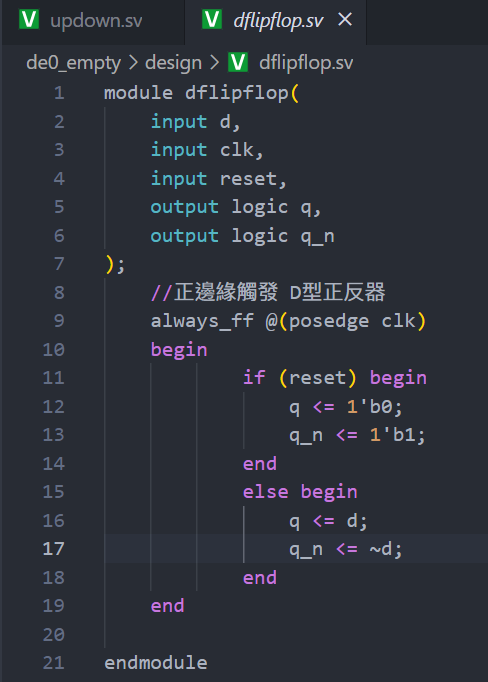 updown.sv dflipflop.sv ×
de0_empty > design > dflipflop.sv
1 module dflipflop(
2     input d,
3     input clk,
4     input reset,
5     output logic q,
6     output logic q_n
7 );
8     //正邊緣觸發 D型正反器
9     always_ff @(posedge clk)
10     begin
11             if (reset) begin
12                 q <= 1'b0;
13                 q_n <= 1'b1;
14             end
15             else begin
16                 q <= d;
17                 q_n <= ~d;
18             end
19     end
20
21 endmodule